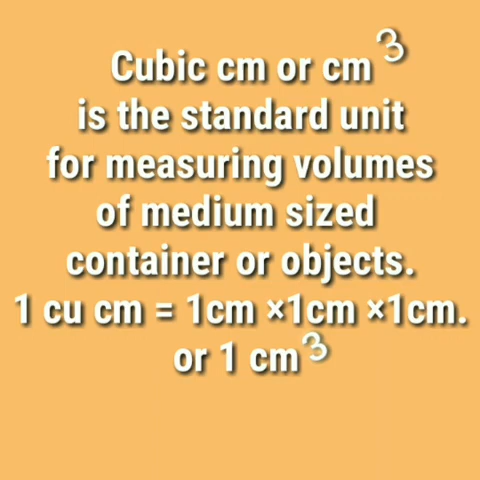 Cubic cm or cm³
is the standard unit
for measuring volumes
of medium sized
container or objects.
1 cu cm = 1cm ×1cm ×1cm.
or 1 cm³